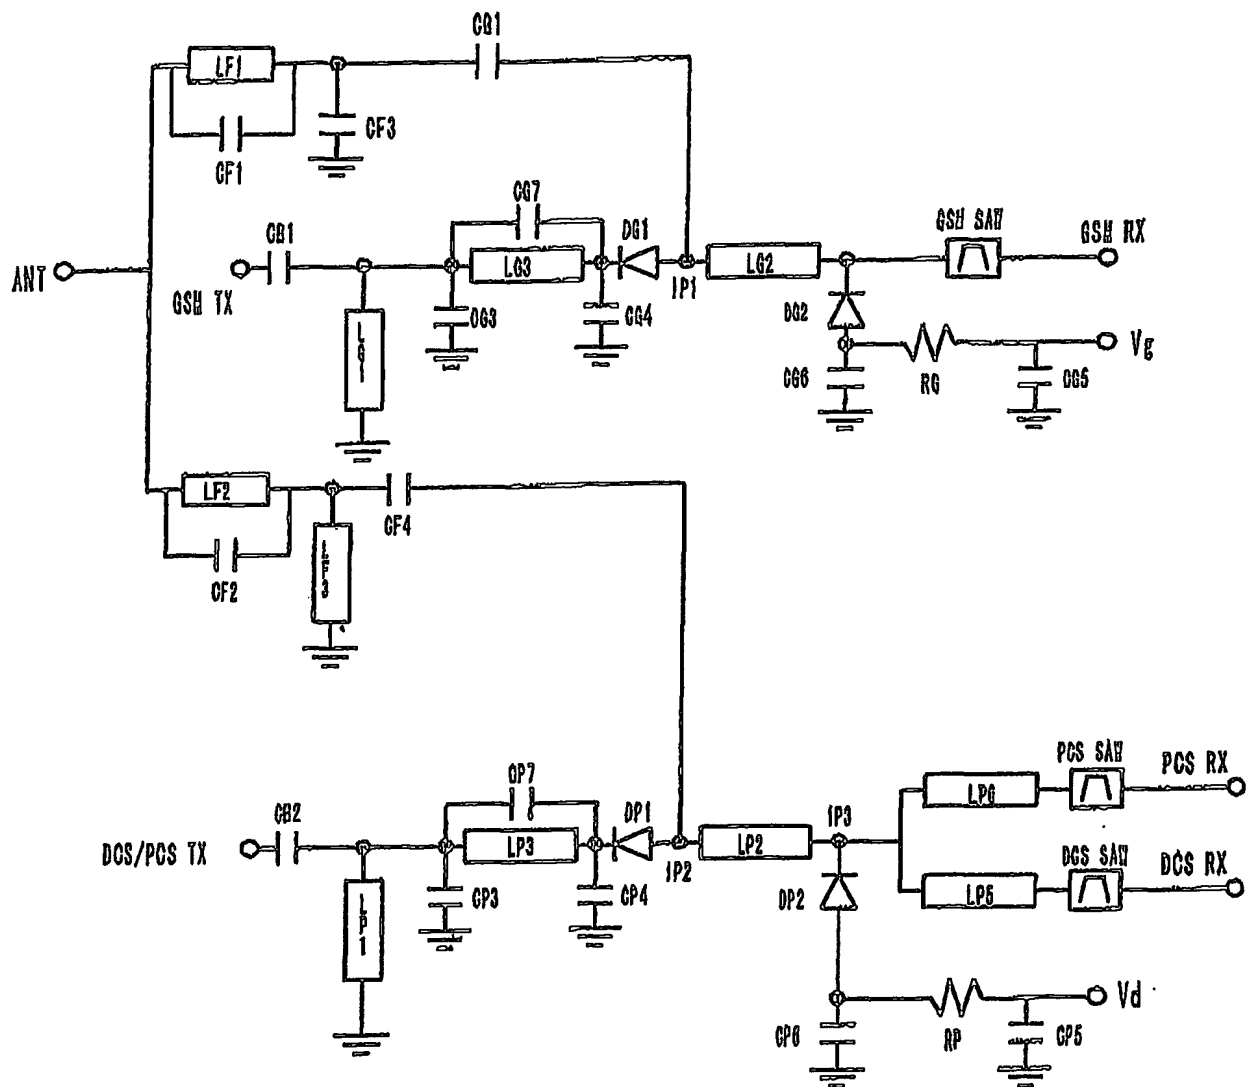 CG1
LF1
CF3
CF1
CG7
DG1
GSM SAW
GSM RX
CB1
ANT
LG3
LG2
IP1
GSM TX
CG3
CG4
DG2
Vg
LG1
CG6
RG
CG5
LF2
CF4
CF2
LF3
PCS SAW
PCS RX
CP7
LP6
CB2
DP1
IP3
DCS/PCS TX
LP3
LP2
DCS SAW
DCS RX
IP2
CP3
CP4
DP2
LP5
LP1
Vd
CP6
RP
CP5